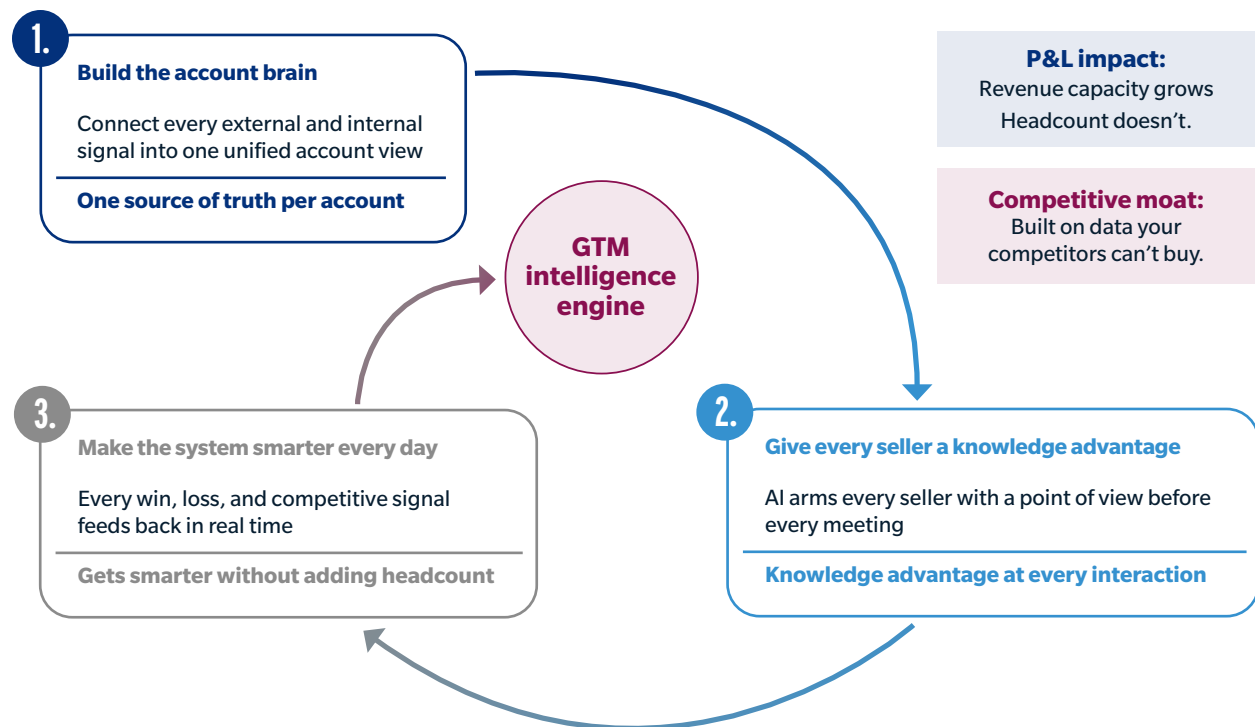 1.
Build the account brain
Connect every external and internal
signal into one unified account view
One source of truth per account
P&L impact:
Revenue capacity grows
Headcount doesn’t.
Competitive moat:
Built on data your
competitors can’t buy.
GTM
intelligence
engine
2.
Give every seller a knowledge advantage
AI arms every seller with a point of view before
every meeting
Knowledge advantage at every interaction
3.
Make the system smarter every day
Every win, loss, and competitive signal
feeds back in real time
Gets smarter without adding headcount